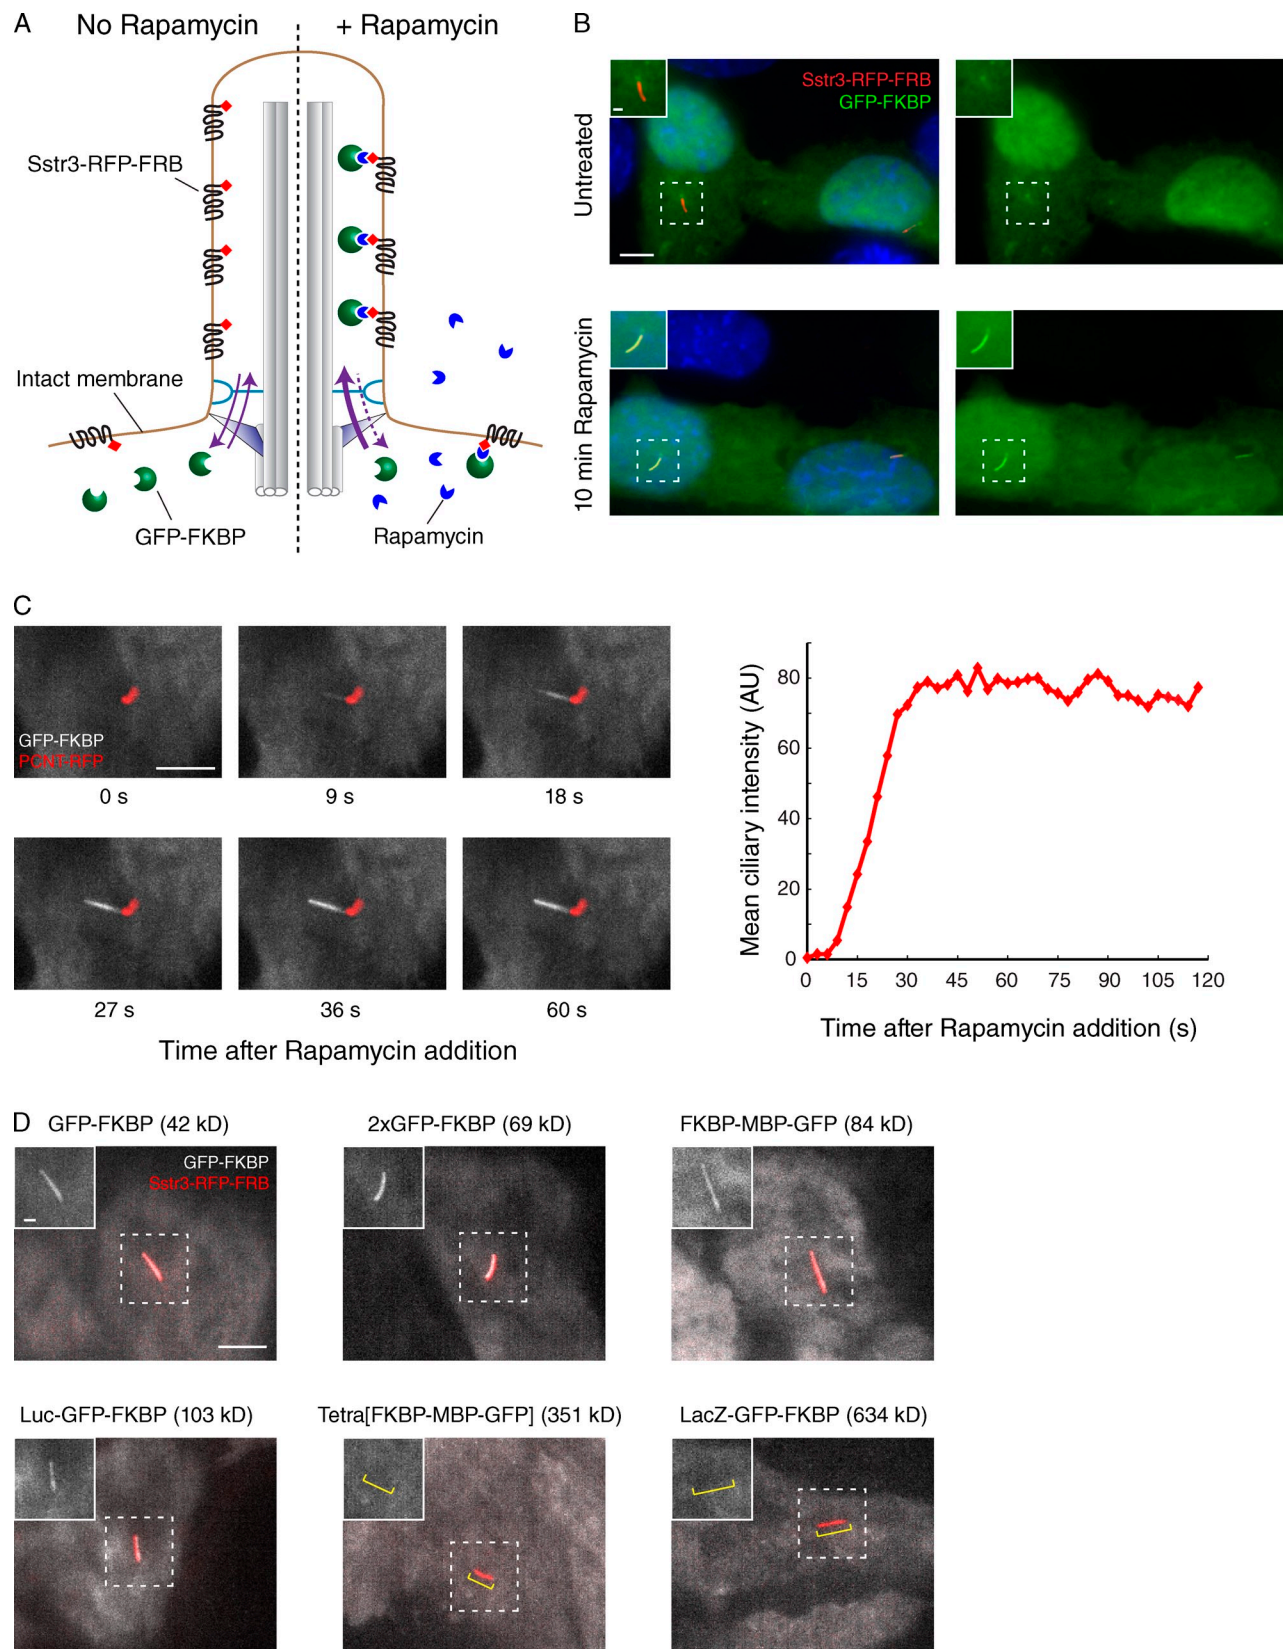 A
No Rapamycin
+ Rapamycin
Sstr3-RFP-FRB
Intact membrane
GFP-FKBP
Rapamycin
B
Untreated
Sstr3-RFP-FRB
GFP-FKBP
10 min Rapamycin
C
GFP-FKBP
PCNT-RFP
0 s
9 s
18 s
27 s
36 s
60 s
Time after Rapamycin addition
Mean ciliary intensity (AU)
80
60
40
20
0
0 15 30 45 60 75 90 105 120
Time after Rapamycin addition (s)
D
GFP-FKBP (42 kD)
2xGFP-FKBP (69 kD)
FKBP-MBP-GFP (84 kD)
GFP-FKBP
Sstr3-RFP-FRB
Luc-GFP-FKBP (103 kD)
Tetra[FKBP-MBP-GFP] (351 kD)
LacZ-GFP-FKBP (634 kD)